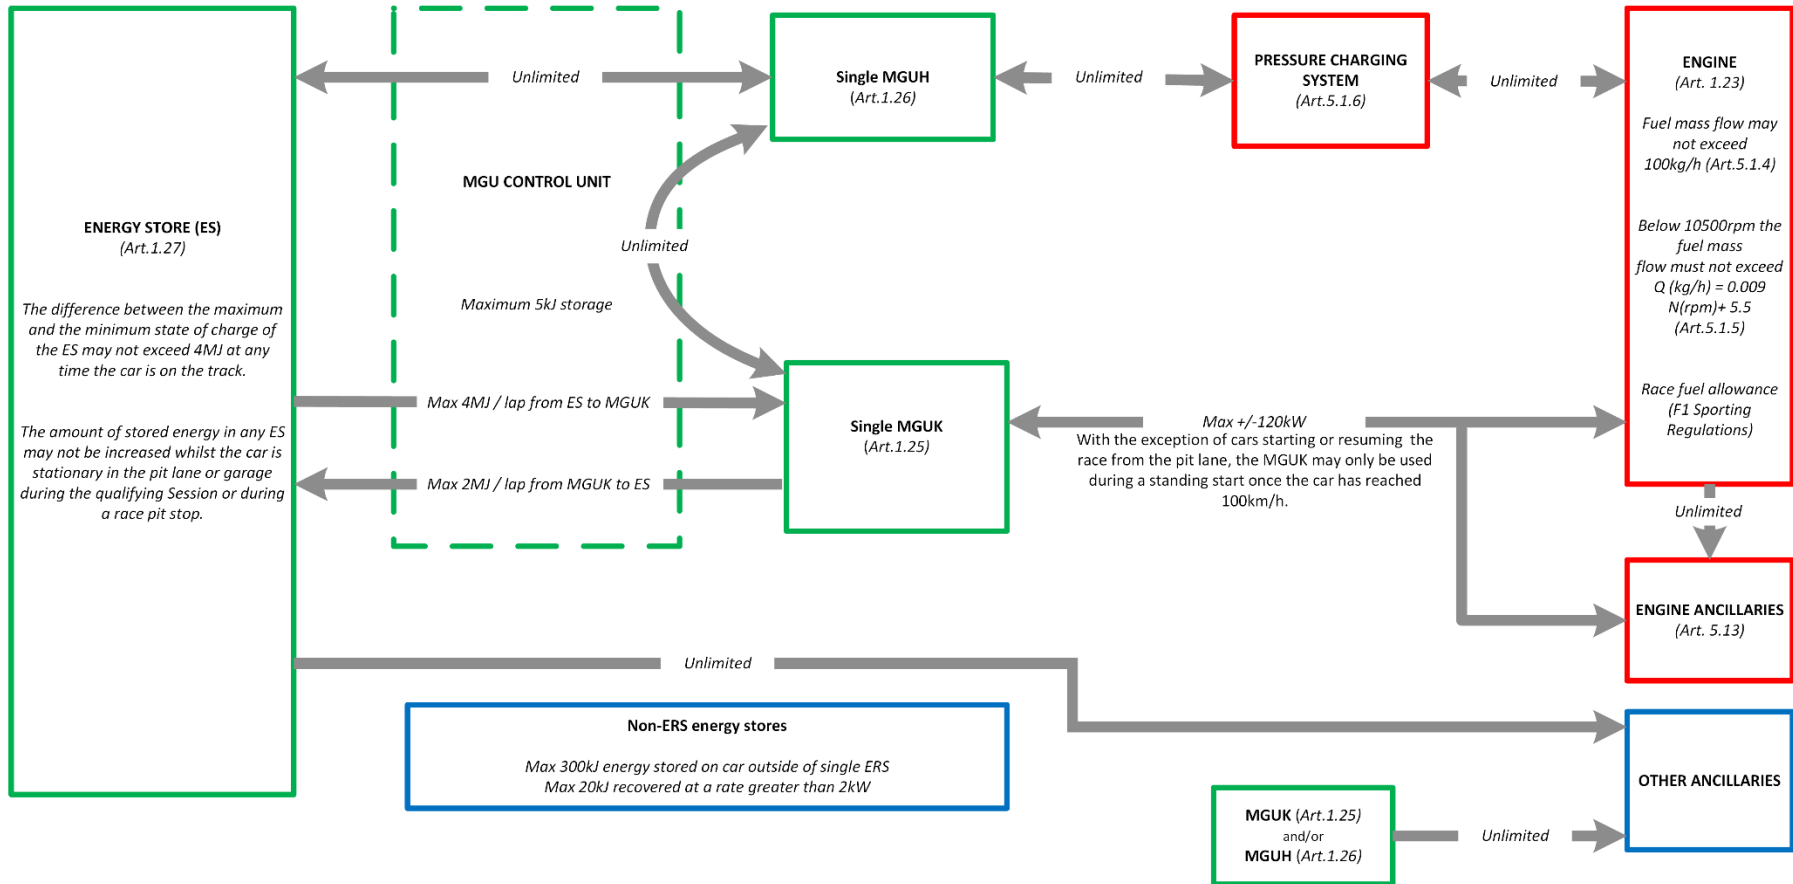 ENERGY STORE (ES)
(Art.1.27)
The difference between the maximum
and the minimum state of charge of
the ES may not exceed 4MJ at any
time the car is on the track.
The amount of stored energy in any ES
may not be increased whilst the car is
stationary in the pit lane or garage
during the qualifying Session or during
a race pit stop.
Unlimited
MGU CONTROL UNIT
Unlimited
Maximum 5kJ storage
Max 4MJ / lap from ES to MGUK
Max 2MJ / lap from MGUK to ES
Single MGUH
(Art.1.26)
Unlimited
PRESSURE CHARGING
SYSTEM
(Art.5.1.6)
Unlimited
ENGINE
(Art. 1.23)
Fuel mass flow may
not exceed
100kg/h (Art.5.1.4)
Below 10500rpm the
fuel mass
flow must not exceed
Q (kg/h) = 0.009
N(rpm)+ 5.5
(Art.5.1.5)
Race fuel allowance
(F1 Sporting
Regulations)
Single MGUK
(Art.1.25)
Max +/-120kW
With the exception of cars starting or resuming the
race from the pit lane, the MGUK may only be used
during a standing start once the car has reached
100km/h.
Unlimited
ENGINE ANCILLARIES
(Art. 5.13)
Unlimited
Non-ERS energy stores
Max 300kJ energy stored on car outside of single ERS
Max 20kJ recovered at a rate greater than 2kW
MGUK (Art.1.25)
and/or
MGUH (Art.1.26)
Unlimited
OTHER ANCILLARIES